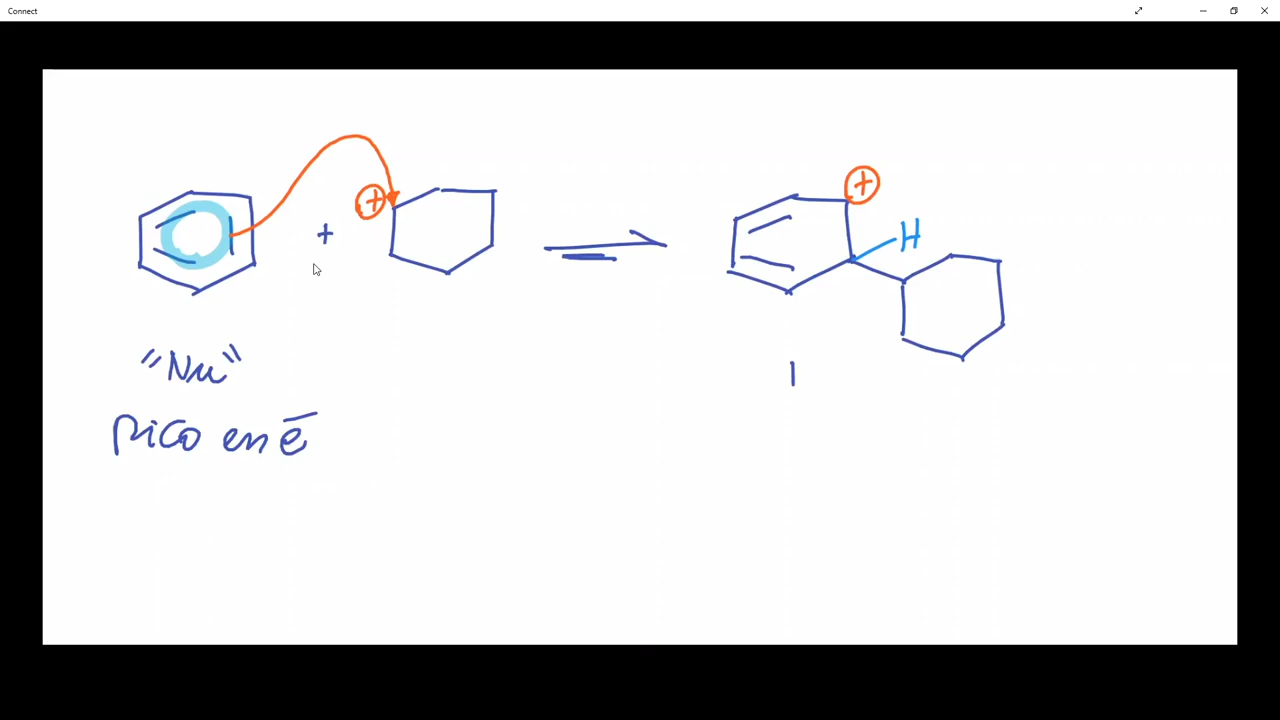 Connect
+
+
+
H
"Nu"
Rico en e̅